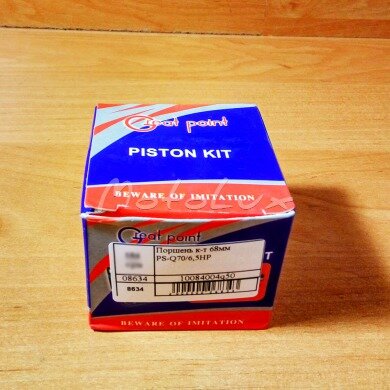 Great point
PISTON KIT
BEWARE OF IMITATION
Motolux
Great point
Поршень к-т 68мм
PS-Q70/6,5HP
08634
8634
BEWARE OF IMITATION